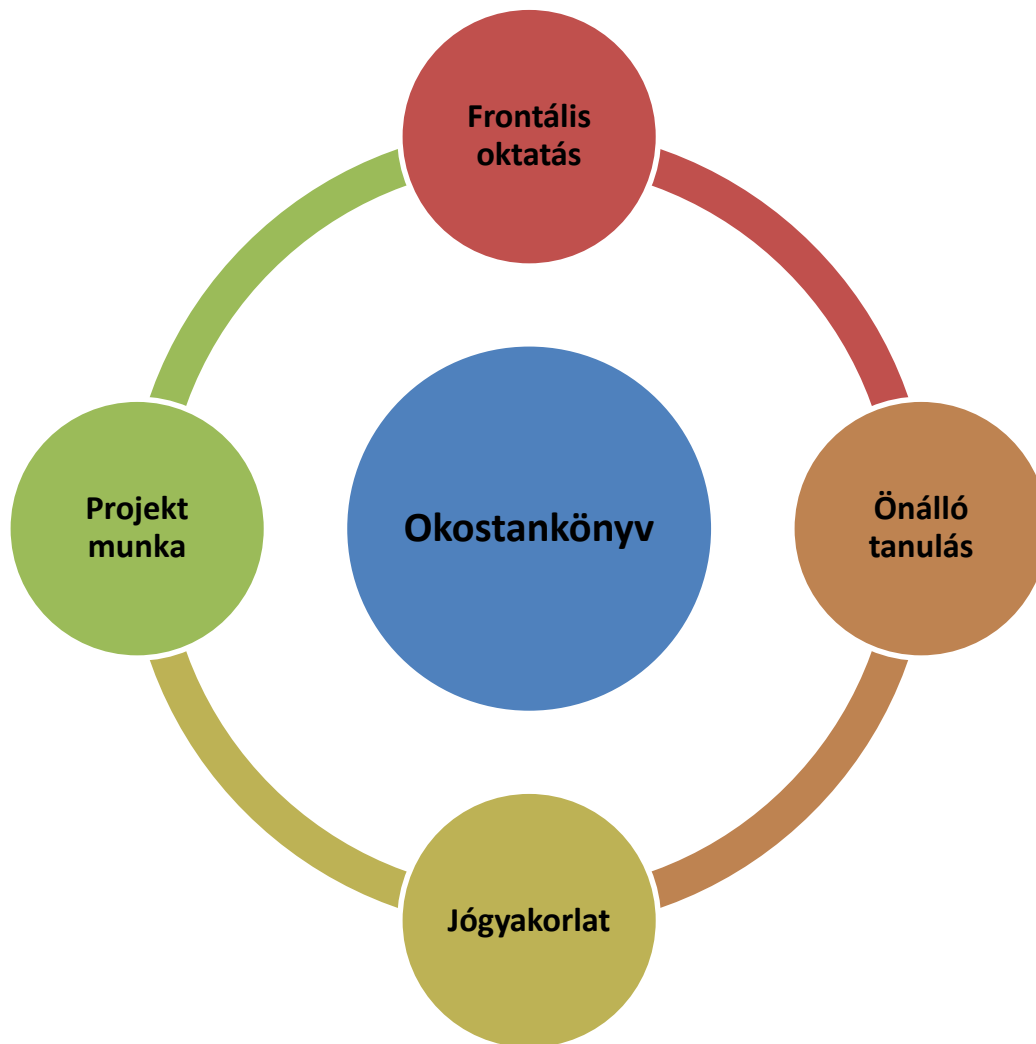 Frontális
oktatás
Projekt
munka
Okostankönyv
Önálló
tanulás
Jógyakorlat